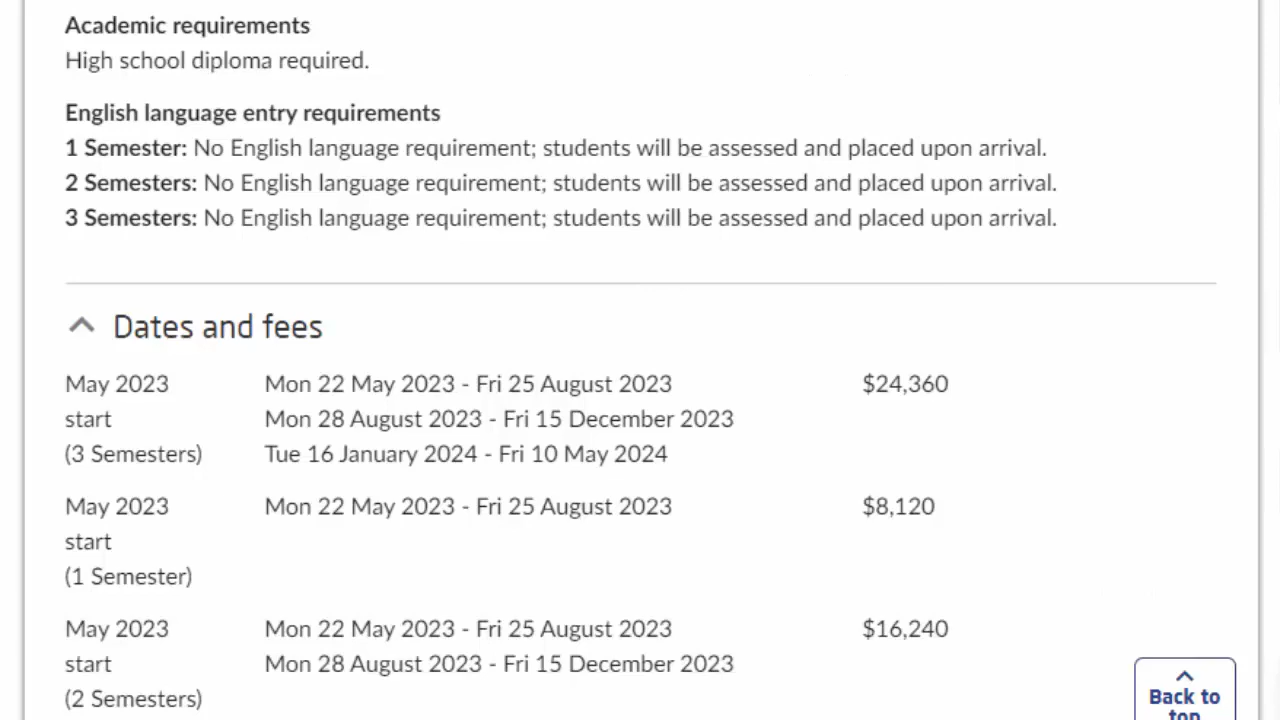 Academic requirements
High school diploma required.
English language entry requirements
1 Semester: No English language requirement; students will be assessed and placed upon arrival.
2 Semesters: No English language requirement; students will be assessed and placed upon arrival.
3 Semesters: No English language requirement; students will be assessed and placed upon arrival.
Dates and fees
May 2023 Mon 22 May 2023 - Fri 25 August 2023 $24,360
start Mon 28 August 2023 - Fri 15 December 2023
(3 Semesters) Tue 16 January 2024 - Fri 10 May 2024
May 2023 Mon 22 May 2023 - Fri 25 August 2023 $8,120
start
(1 Semester)
May 2023 Mon 22 May 2023 - Fri 25 August 2023 $16,240
start Mon 28 August 2023 - Fri 15 December 2023
(2 Semesters)
Back to
top